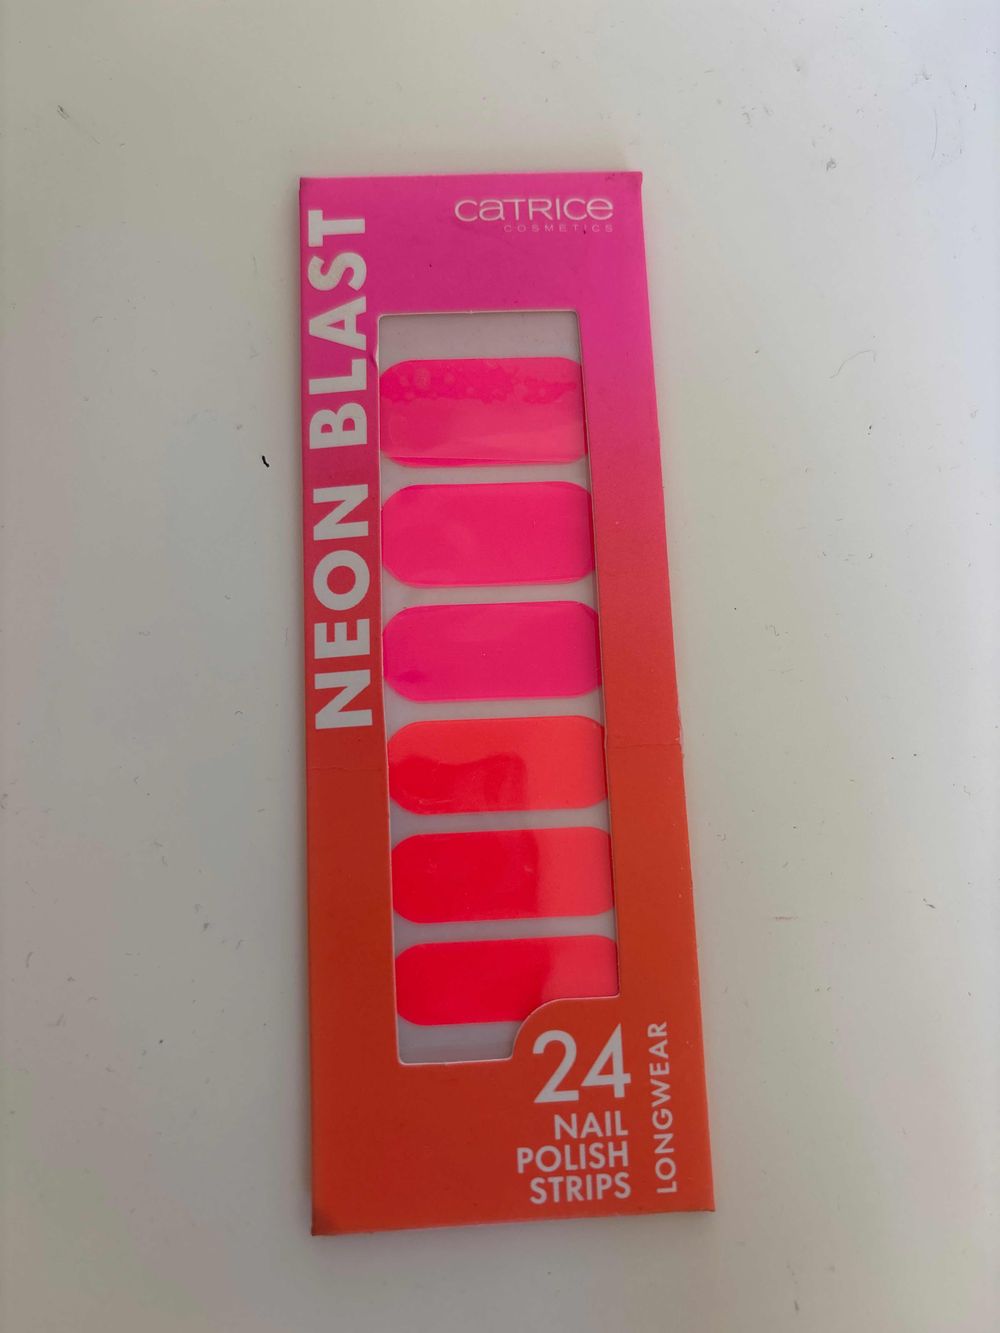 CATRICE
COSMETICS
NEON BLAST
24
NAIL
POLISH
STRIPS
LONGWEAR